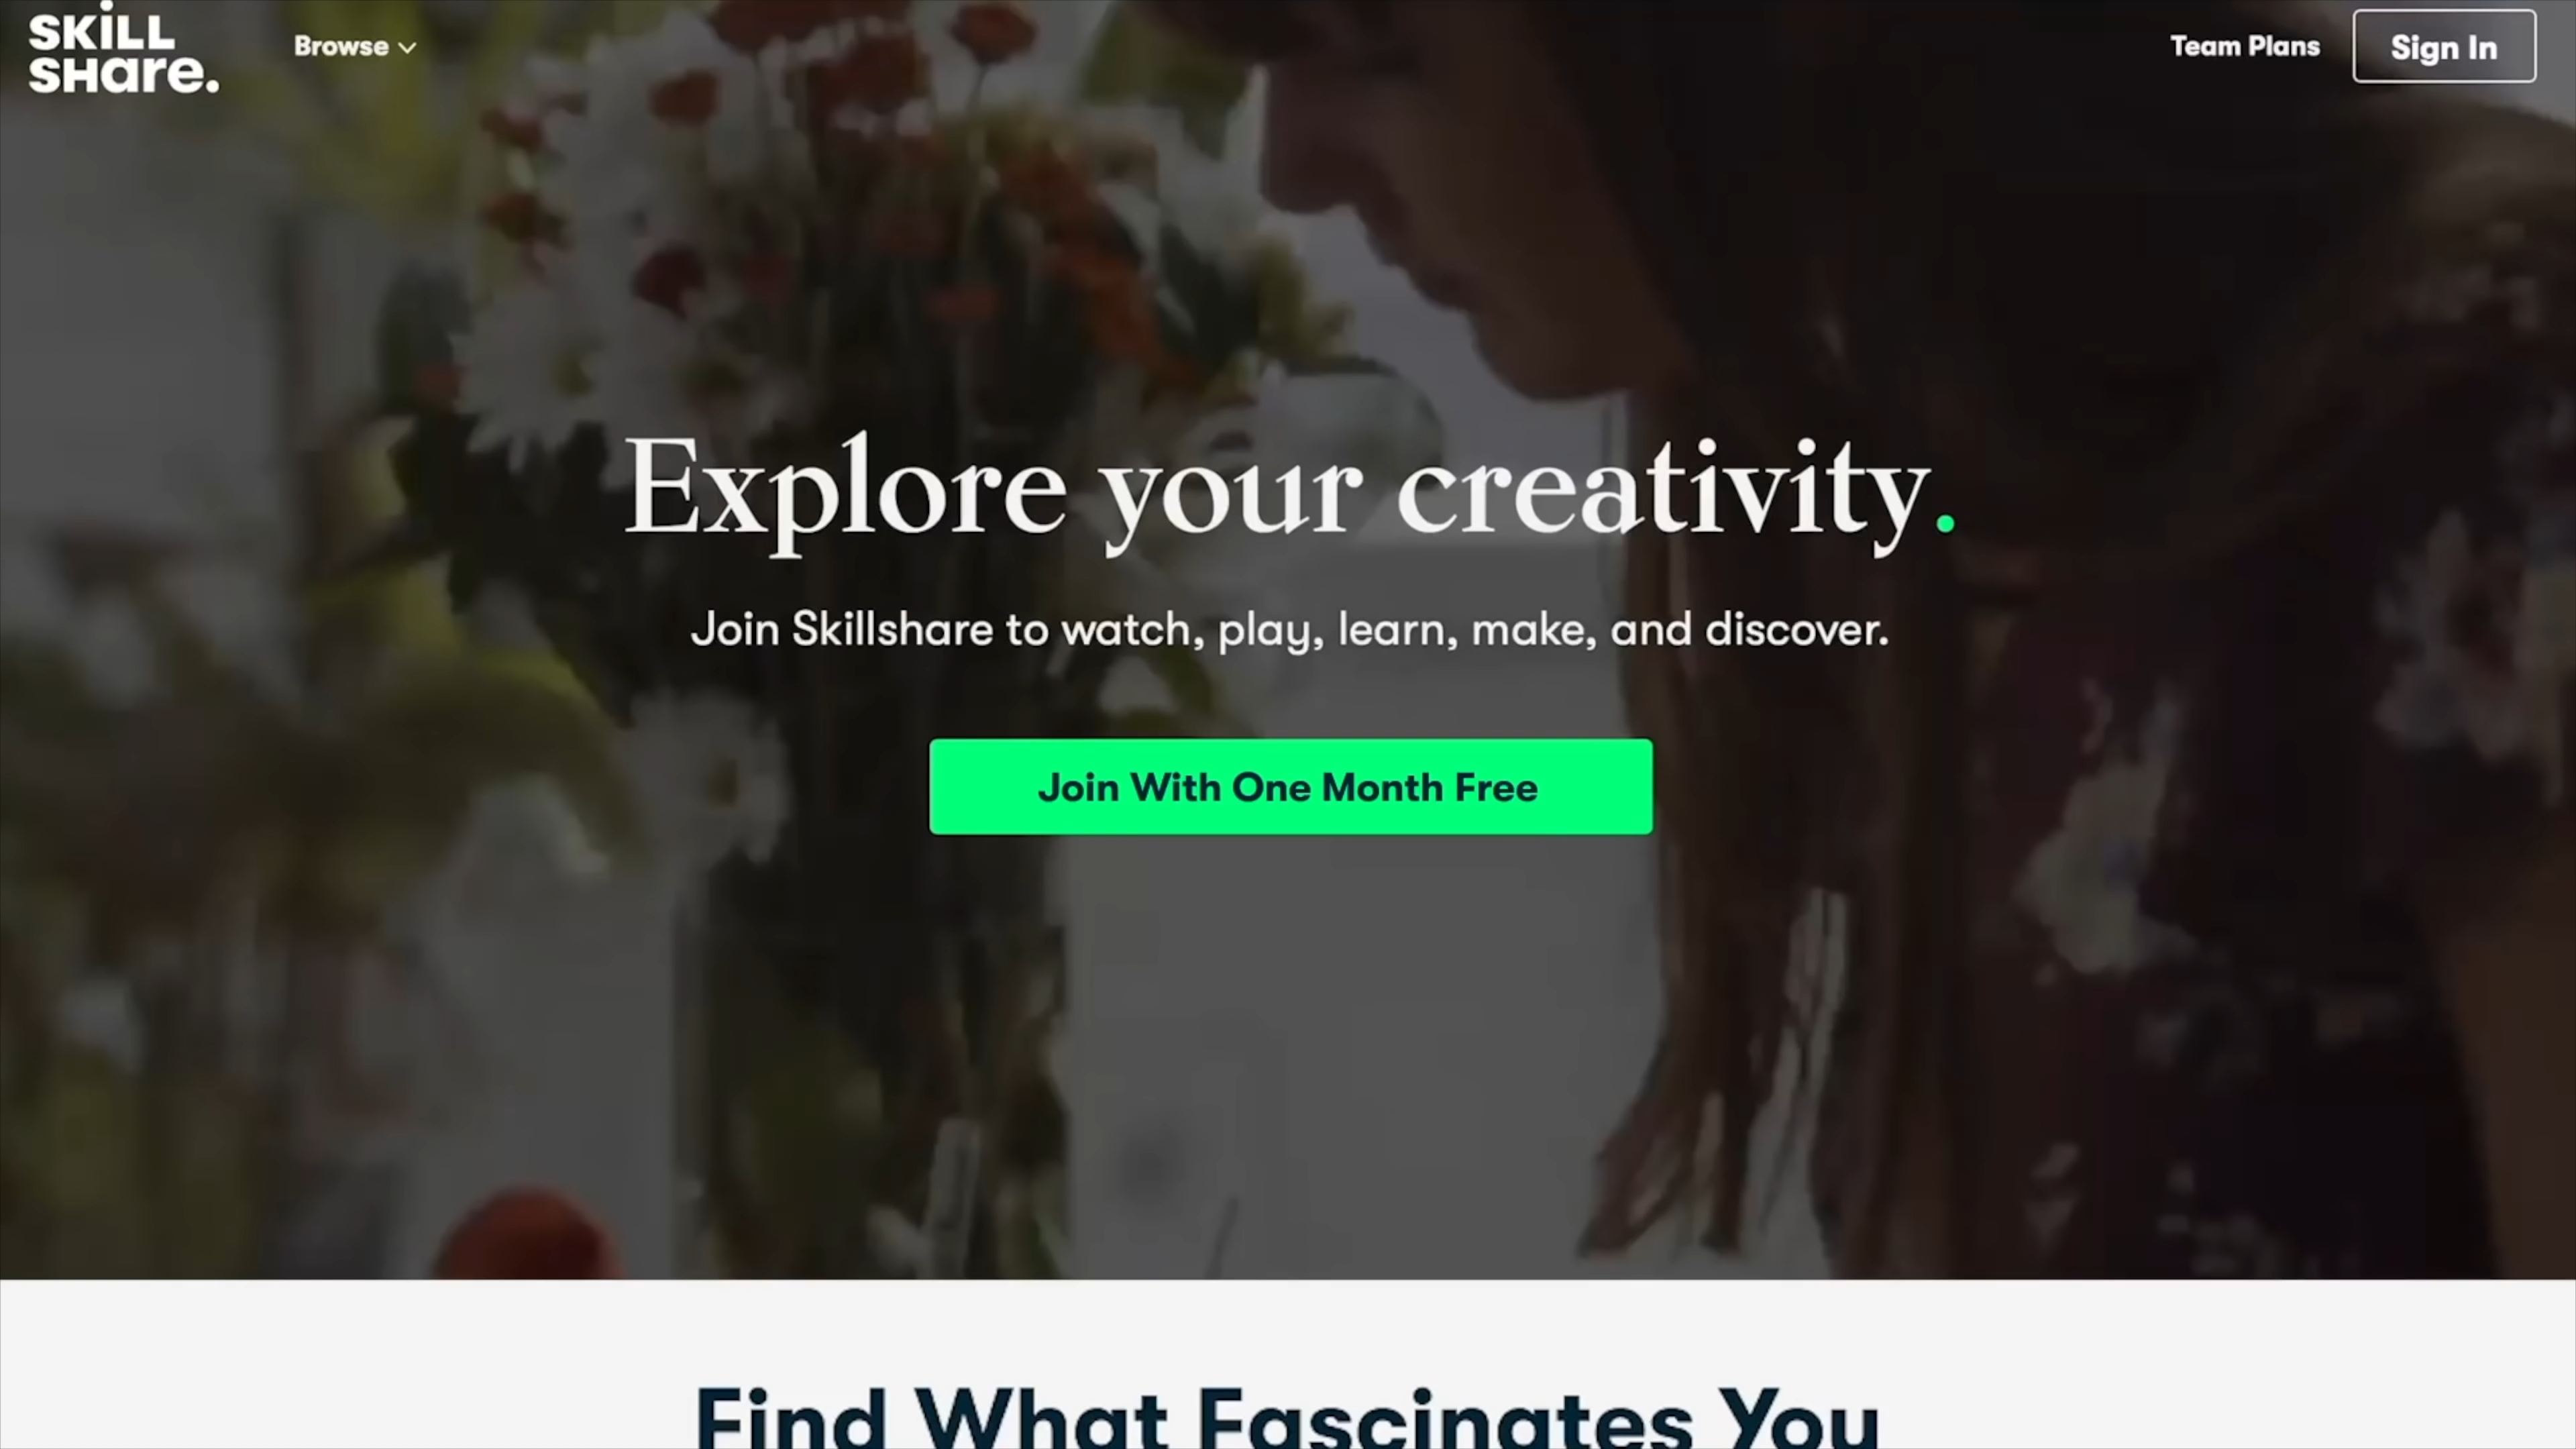 SKILL
SHare.
Browse
Team Plans
Sign In
Explore your creativity.
Join Skillshare to watch, play, learn, make, and discover.
Join With One Month Free
Find What Fascinates You